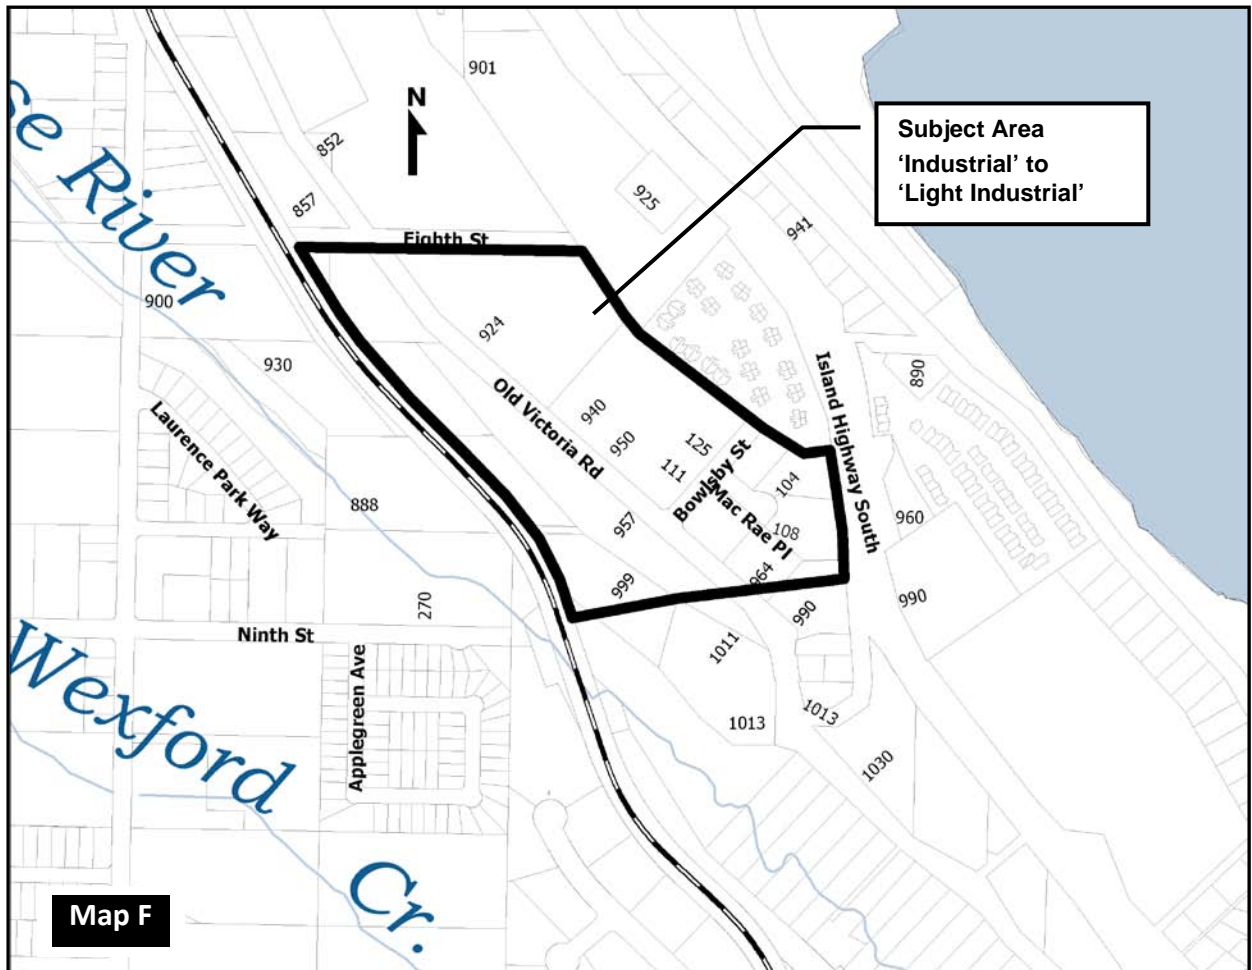 901
N
852
Subject Area
‘Industrial’ to
‘Light Industrial’
se River
857
925
941
Eighth St
900
924
930
Island Highway South
890
Old Victoria Rd
940
950
Laurence Park Way
125
111
Bowlsby St
104
Mac Rae Pl
108
888
957
960
964
999
270
990
990
Ninth St
1011
Wexford
Applegreen Ave
1013
1013
1030
Cr.
Map F